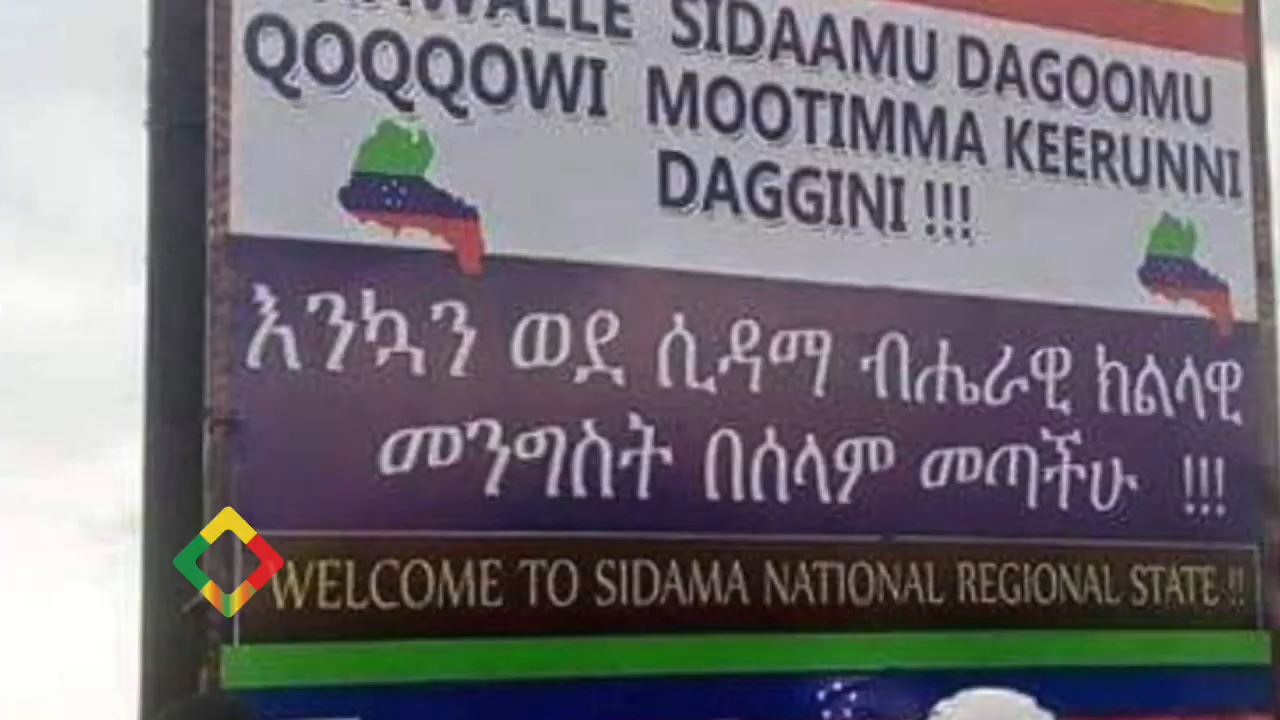 SIDAAMU DAGOOMU
QOQQOWI MOOTIMMA KEERUNNI
DAGGINI !!!
እንኳን ወደ ሲዳማ ብሔራዊ ክልላዊ
መንግስት በሰላም መጣችሁ !!!
WELCOME TO SIDAMA NATIONAL REGIONAL STATE !!